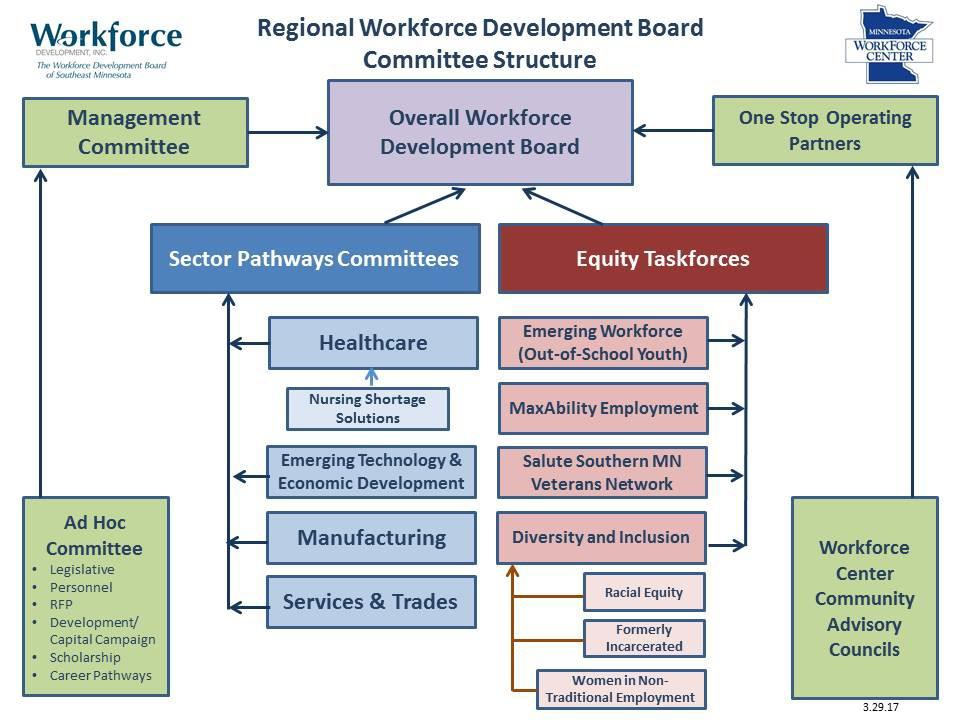 Workforce
DEVELOPMENT, INC.
The Workforce Development Board
of Southeast Minnesota
Regional Workforce Development Board
Committee Structure
MINNESOTA
WORKFORCE
CENTER
Management
Committee
Overall Workforce
Development Board
One Stop Operating
Partners
Sector Pathways Committees
Equity Taskforces
Healthcare
Nursing Shortage
Solutions
Emerging Technology &
Economic Development
Manufacturing
Services & Trades
Emerging Workforce
(Out-of-School Youth)
MaxAbility Employment
Salute Southern MN
Veterans Network
Diversity and Inclusion
Racial Equity
Formerly
Incarcerated
Women in Non-
Traditional Employment
Ad Hoc
Committee
• Legislative
• Personnel
• RFP
• Development/
Capital Campaign
• Scholarship
• Career Pathways
Workforce
Center
Community
Advisory
Councils
3.29.17